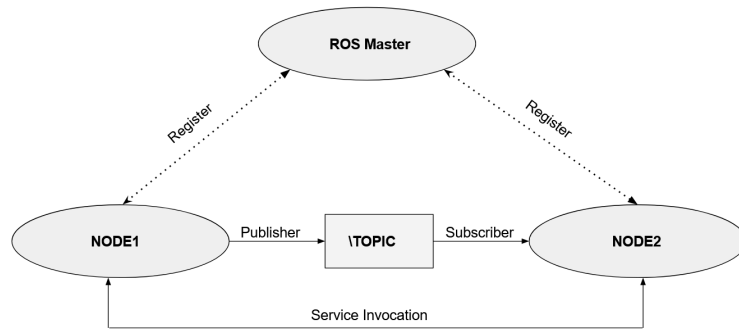 ROS Master
Register
Register
NODE1
Publisher
\TOPIC
Subscriber
NODE2
Service Invocation